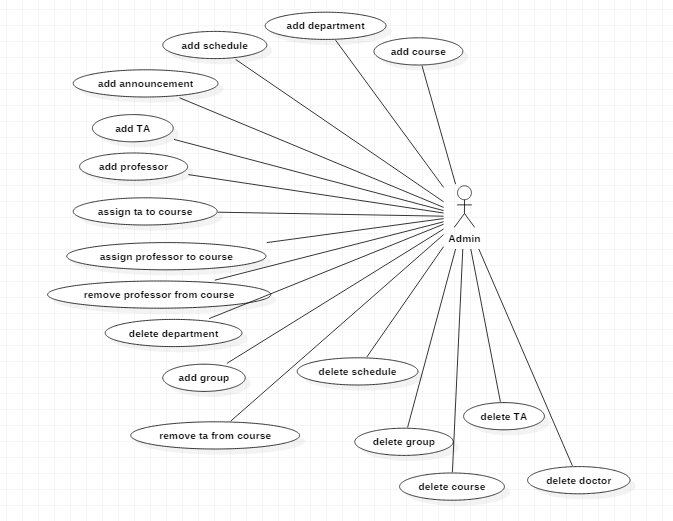 add department
add schedule
add course
add announcement
add TA
add professor
assign ta to course
Admin
assign professor to course
remove professor from course
delete department
add group
delete schedule
delete TA
remove ta from course
delete group
delete doctor
delete course